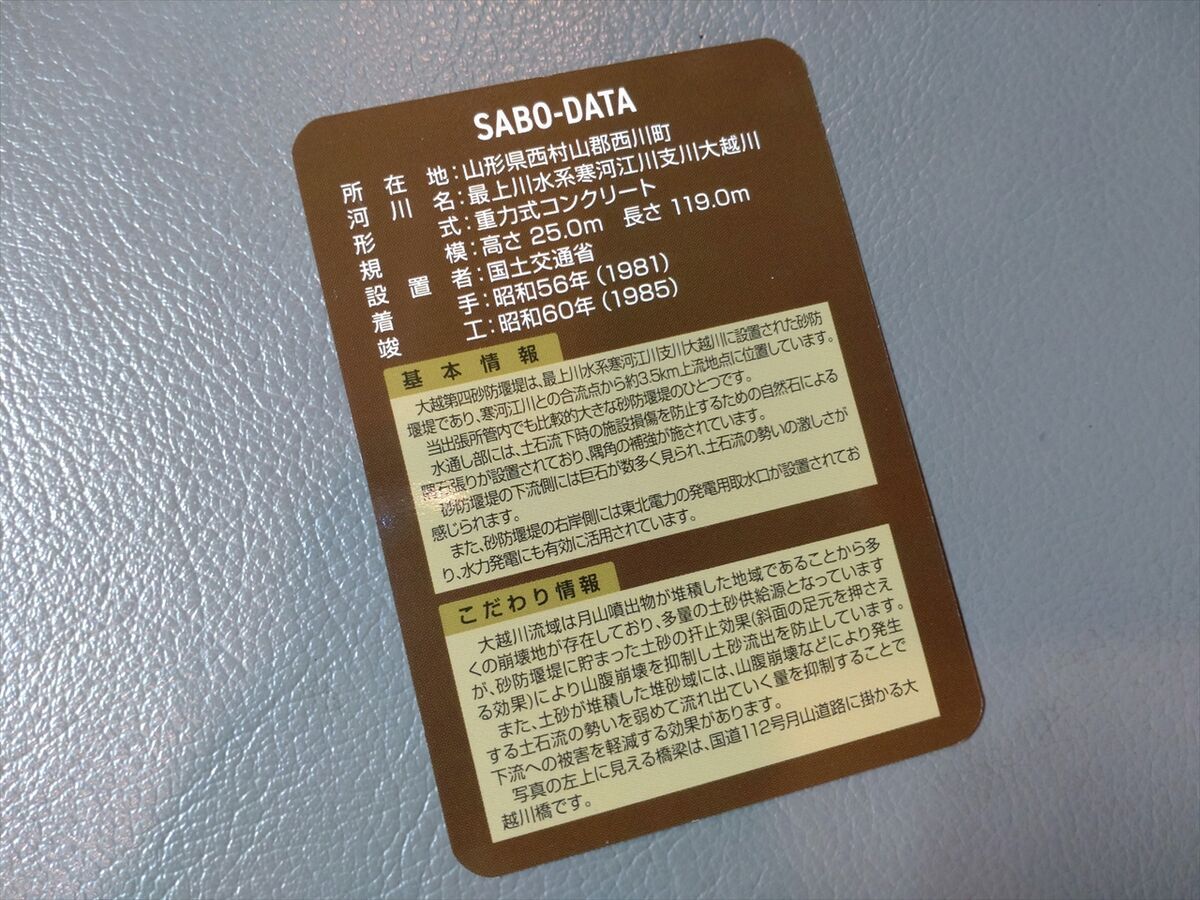 SABO-DATA
所在地:山形県西村山郡西川町
河川名:最上川水系寒河江川支川大越川
形式:重力式コンクリート
規模:高さ 25.0m 長さ 119.0m
設置者:国土交通省
着手:昭和56年(1981)
竣工:昭和60年(1985)
基本情報
大越第四砂防堰堤は、最上川水系寒河江川支川大越川に設置された砂防
堰堤であり、寒河江川との合流点から約3.5km上流地点に位置しています。
当出張所管内でも比較的大きな砂防堰堤のひとつです。
水通し部には、土石流下時の施設損傷を防止するための自然石による
張りが設置されており、隅角の補強が施されています。
砂防堰堤の下流側には巨石が数多く見られ、土石流の勢いの激しさが
感じられます。
また、砂防堰堤の右岸側には東北電力の発電用取水口が設置されてお
り、水力発電にも有効に活用されています。
こだわり情報
大越川流域は月山噴出物が堆積した地域であることから多
くの崩壊地が存在しており、多量の土砂供給源となっています
が、砂防堰堤に貯まった土砂の扞止効果(斜面の足元を押さえ
る効果)により山腹崩壊を抑制し土砂流出を防止しています。
また、土砂が堆積した堆砂域には、山腹崩壊などにより発生
する土石流の勢いを弱めて流れ出ていく量を抑制することで
下流への被害を軽減する効果があります。
写真の左上に見える橋梁は、国道112号月山道路に掛かる大
越川橋です。